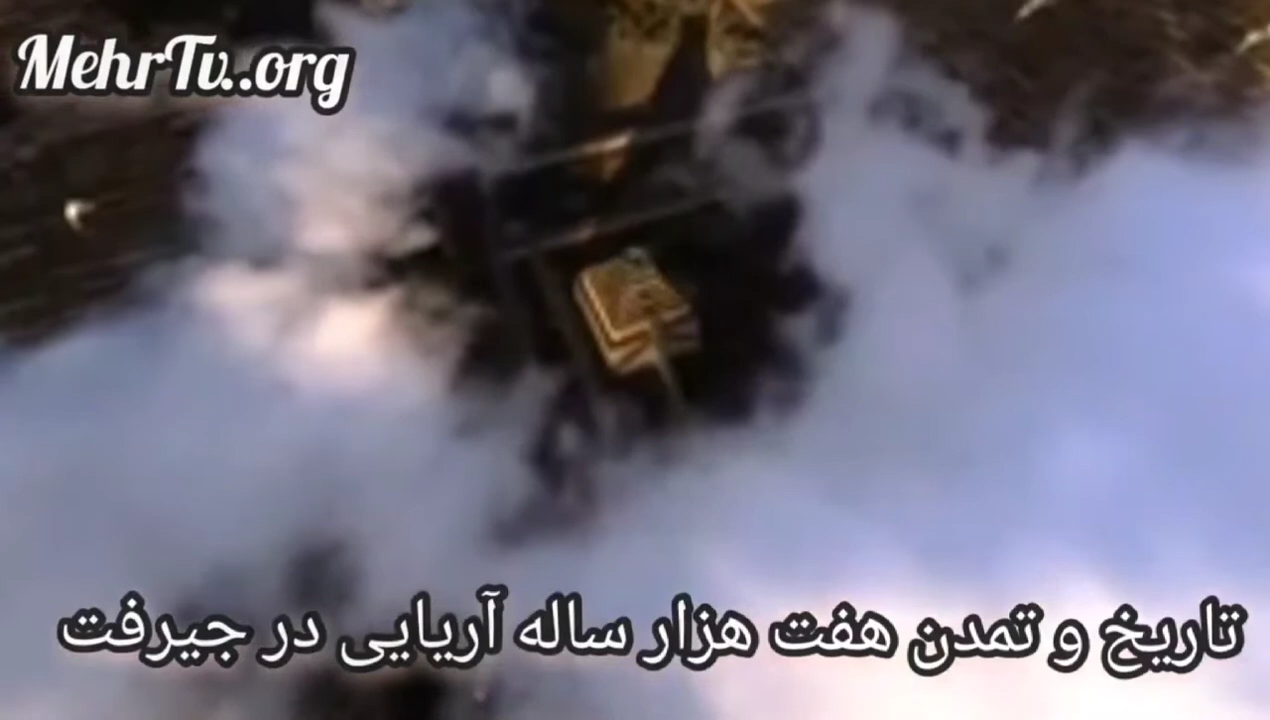 MehrTv..org
تاریخ و تمدن هفت هزار ساله آریایی در جیرفت